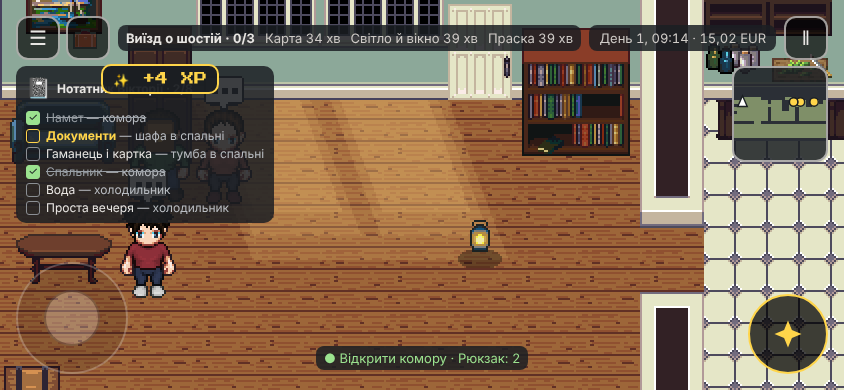 Виїзд о шостій · 0/3 Карта 34 хв Світло й вікно 39 хв Праска 39 хв
День 1, 09:14 · 15,02 EUR
+4 XP
✓ Намет — комора
Документи — шафа в спальні
Гаманець і картка — тумба в спальні
✓ Спальник — комора
Вода — холодильник
Проста вечеря — холодильник
Відкрити комору · Рюкзак: 2